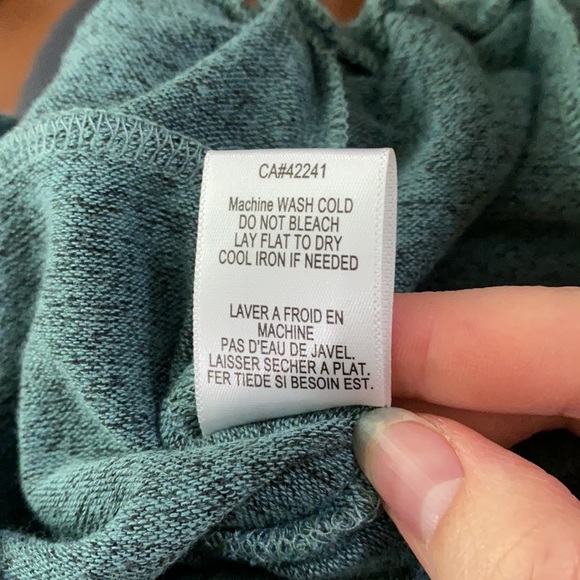 CA#42241
Machine WASH COLD
DO NOT BLEACH
LAY FLAT TO DRY
COOL IRON IF NEEDED
LAVER A FROID EN
MACHINE
PAS D'EAU DE JAVEL.
LAISSER SECHER A PLAT.
FER TIEDE SI BESOIN EST.